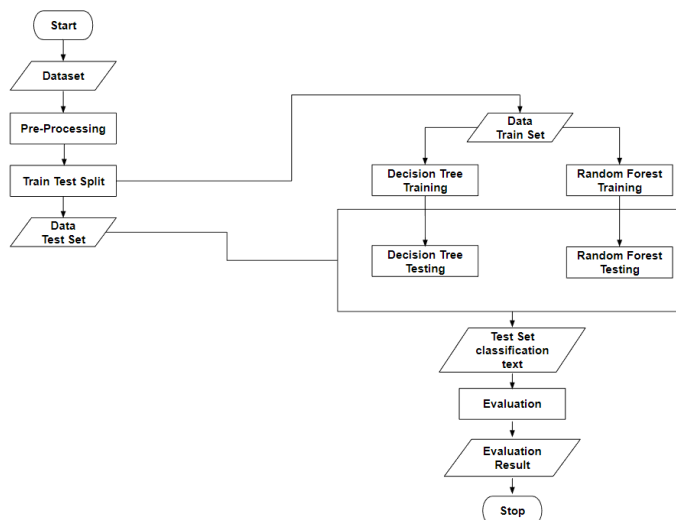 Start
Dataset
Pre-Processing
Train Test Split
Data
Test Set
Data
Train Set
Decision Tree
Training
Random Forest
Training
Decision Tree
Testing
Random Forest
Testing
Test Set
classification
text
Evaluation
Evaluation
Result
Stop